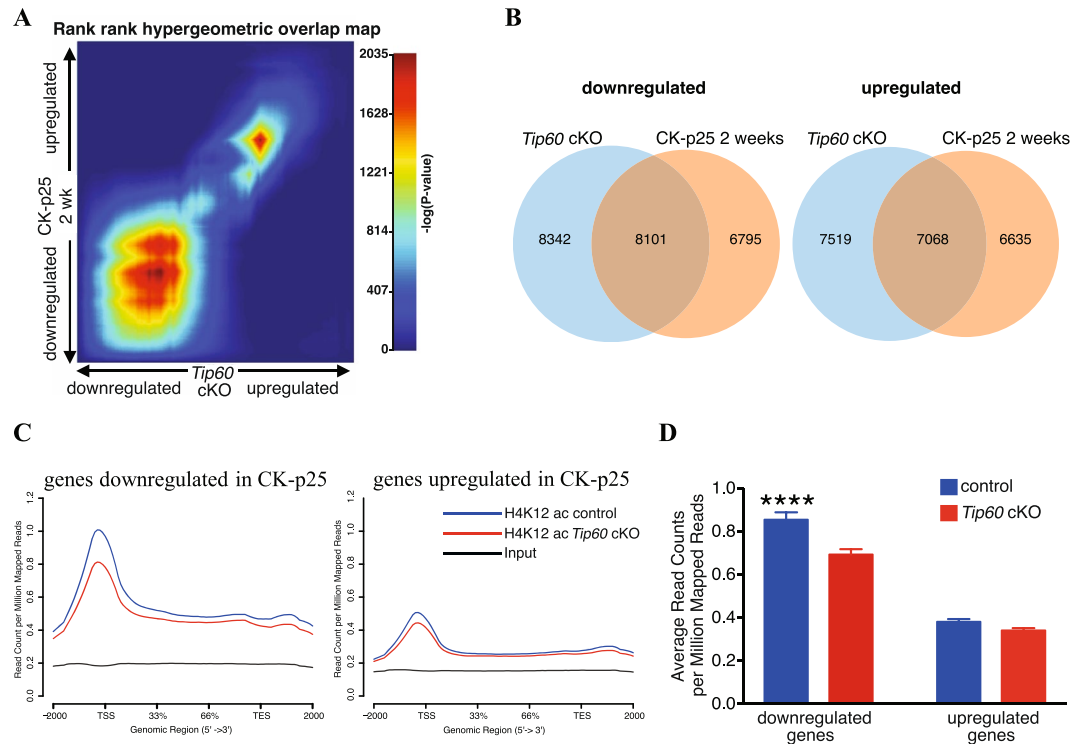 A
Rank rank hypergeometric overlap map
upregulated
CK-p25
2 wk
downregulated
2035
1628
1221
814
407
0
-log(P-value)
downregulated
Tip60
cKO
upregulated
B
downregulated
upregulated
Tip60 cKO
CK-p25 2 weeks
Tip60 cKO
CK-p25 2 weeks
8342
8101
6795
7519
7068
6635
C
genes downregulated in CK-p25
genes upregulated in CK-p25
Read Count per Million Mapped Reads
1.2
1.0
0.8
0.6
0.4
0.2
0.0
−2000
TSS
33%
66%
TES
2000
Genomic Region (5' ->3')
H4K12 ac control
H4K12 ac Tip60 cKO
Input
Read Count per Million Mapped Reads
1.2
1.0
0.8
0.6
0.4
0.2
0.0
−2000
TSS
33%
66%
TES
2000
Genomic Region (5'-> 3')
D
control
Tip60 cKO
****
Average Read Counts
per Million Mapped Reads
1.0
0.8
0.6
0.4
0.2
0.0
downregulated
genes
upregulated
genes